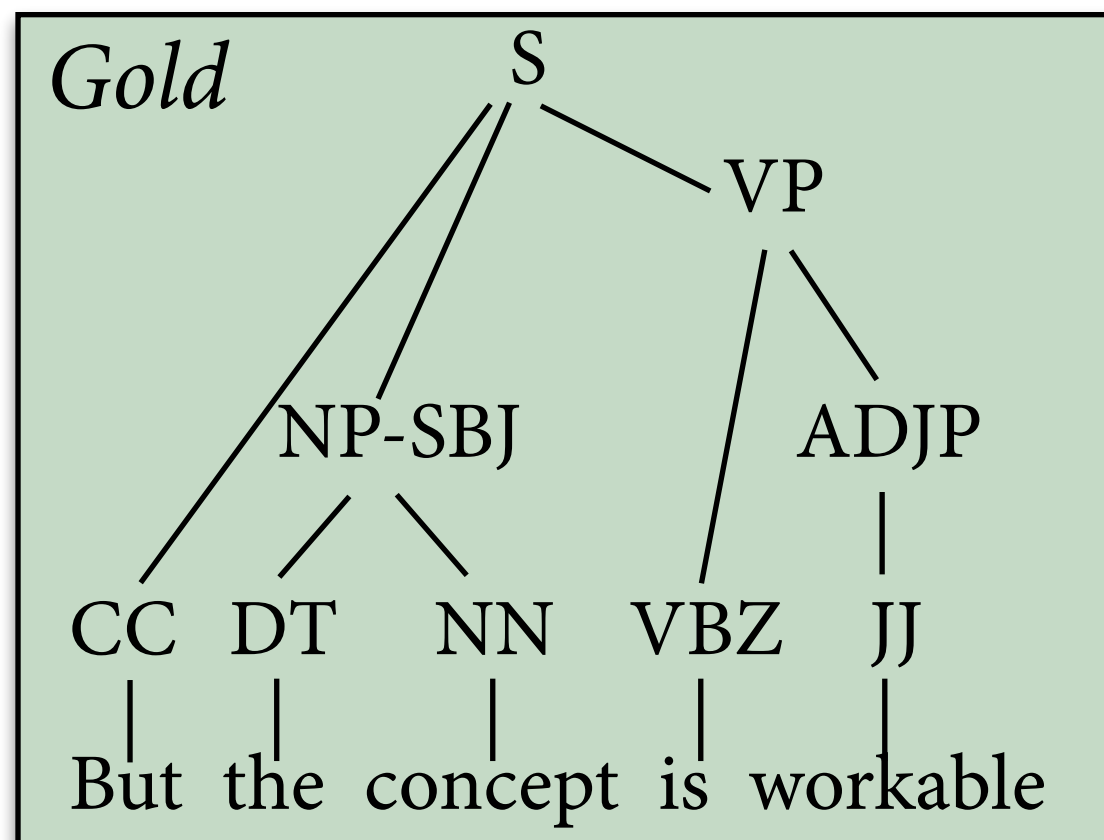 Gold S
VP
NP-SBJ ADJP
CC DT NN VBZ JJ
But the concept is workable